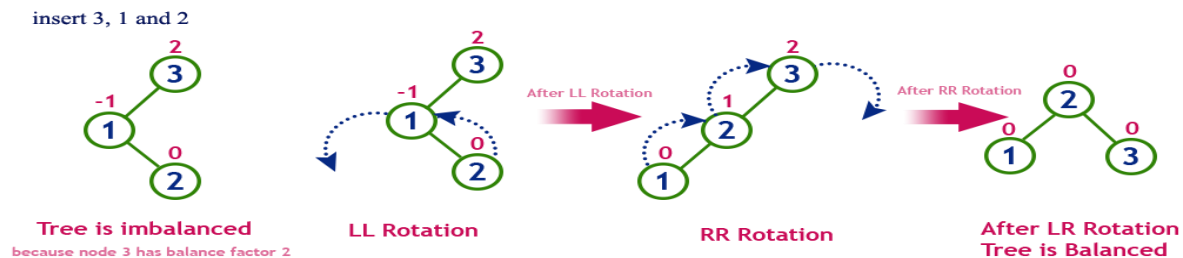 insert 3, 1 and 2
2
3
-1
1
0
2
Tree is imbalanced
because node 3 has balance factor 2
2
3
-1
1
0
2
LL Rotation
After LL Rotation
2
3
1
2
0
1
RR Rotation
After RR Rotation
0
2
0
1
0
3
After LR Rotation
Tree is Balanced